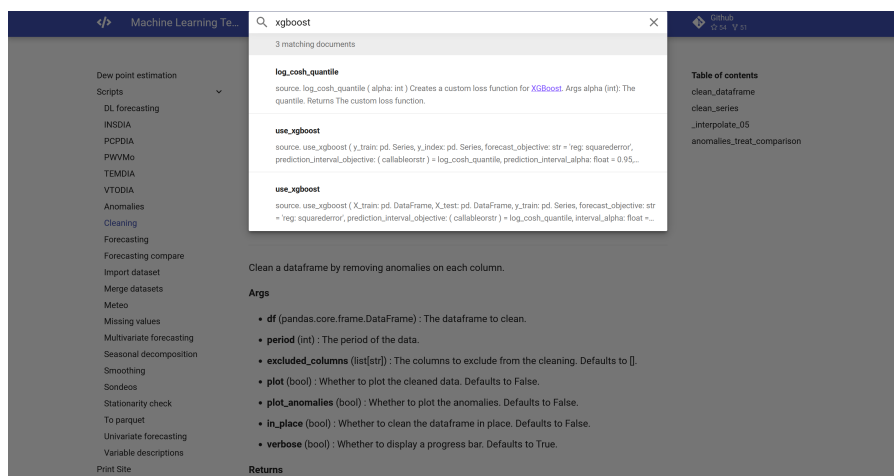 </> Machine Learning Te...
xgboost
Github
54 51
3 matching documents
log_cosh_quantile
source. log_cosh_quantile ( alpha: int ) Creates a custom loss function for XGBoost. Args alpha (int): The
quantile. Returns The custom loss function.
use_xgboost
source. use_xgboost ( y_train: pd. Series, y_index: pd. Series, forecast_objective: str = 'reg: squarederror',
prediction_interval_objective: ( callableorstr ) = log_cosh_quantile, prediction_interval_alpha: float = 0.95,...
use_xgboost
source. use_xgboost ( X_train: pd. DataFrame, X_test: pd. DataFrame, y_train: pd. Series, forecast_objective: str
= 'reg: squarederror', prediction_interval_objective: ( callableorstr ) = log_cosh_quantile, interval_alpha: float =...
Dew point estimation
Scripts
DL forecasting
INSDIA
PCPDIA
PWVMo
TEMDIA
VTODIA
Anomalies
Cleaning
Forecasting
Forecasting compare
Import dataset
Merge datasets
Meteo
Missing values
Multivariate forecasting
Seasonal decomposition
Smoothing
Sondeos
Stationarity check
To parquet
Univariate forecasting
Variable descriptions
Print Site
Clean a dataframe by removing anomalies on each column.
Args
• df (pandas.core.frame.DataFrame) : The dataframe to clean.
• period (int) : The period of the data.
• excluded_columns (list[str]) : The columns to exclude from the cleaning. Defaults to [].
• plot (bool) : Whether to plot the cleaned data. Defaults to False.
• plot_anomalies (bool) : Whether to plot the anomalies. Defaults to False.
• in_place (bool) : Whether to clean the dataframe in place. Defaults to False.
• verbose (bool) : Whether to display a progress bar. Defaults to True.
Returns
Table of contents
clean_dataframe
clean_series
_interpolate_05
anomalies_treat_comparison